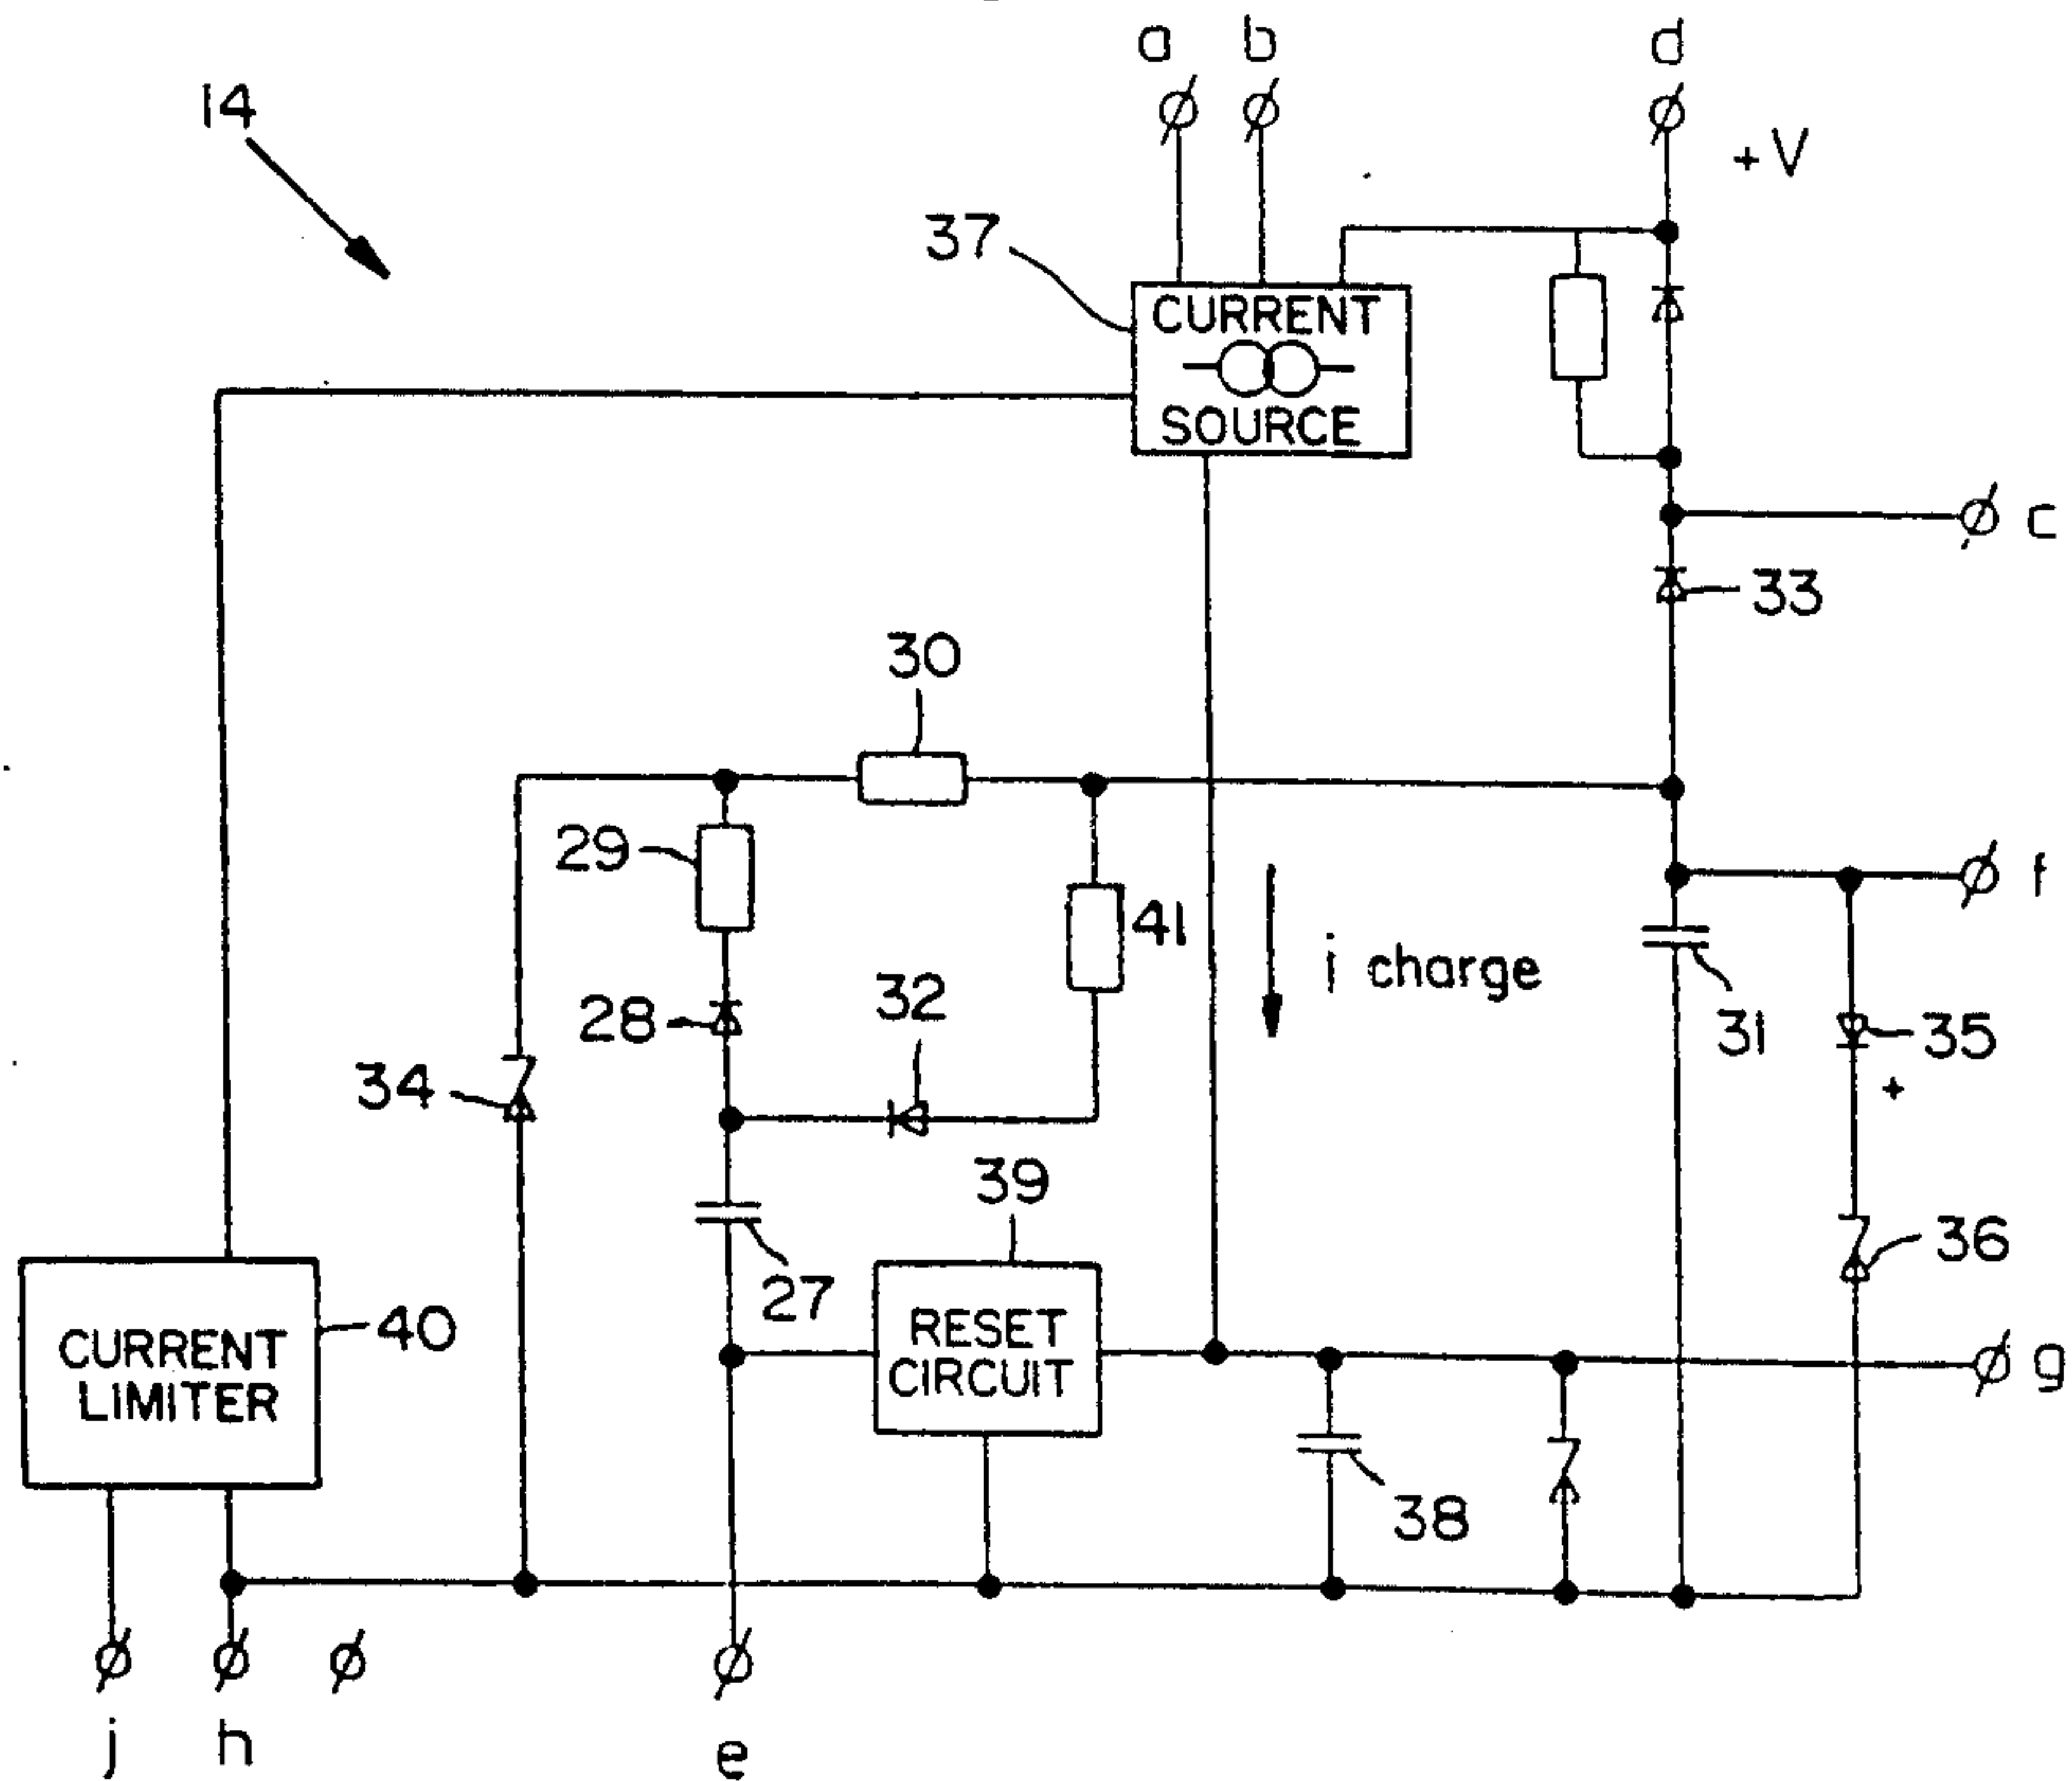 a b d
14
+V
37
CURRENT
SOURCE
c
33
30
29
41
i charge
f
28
32
31
35
34
+
39
36
27
RESET
CIRCUIT
40
CURRENT
LIMITER
g
38
j h e